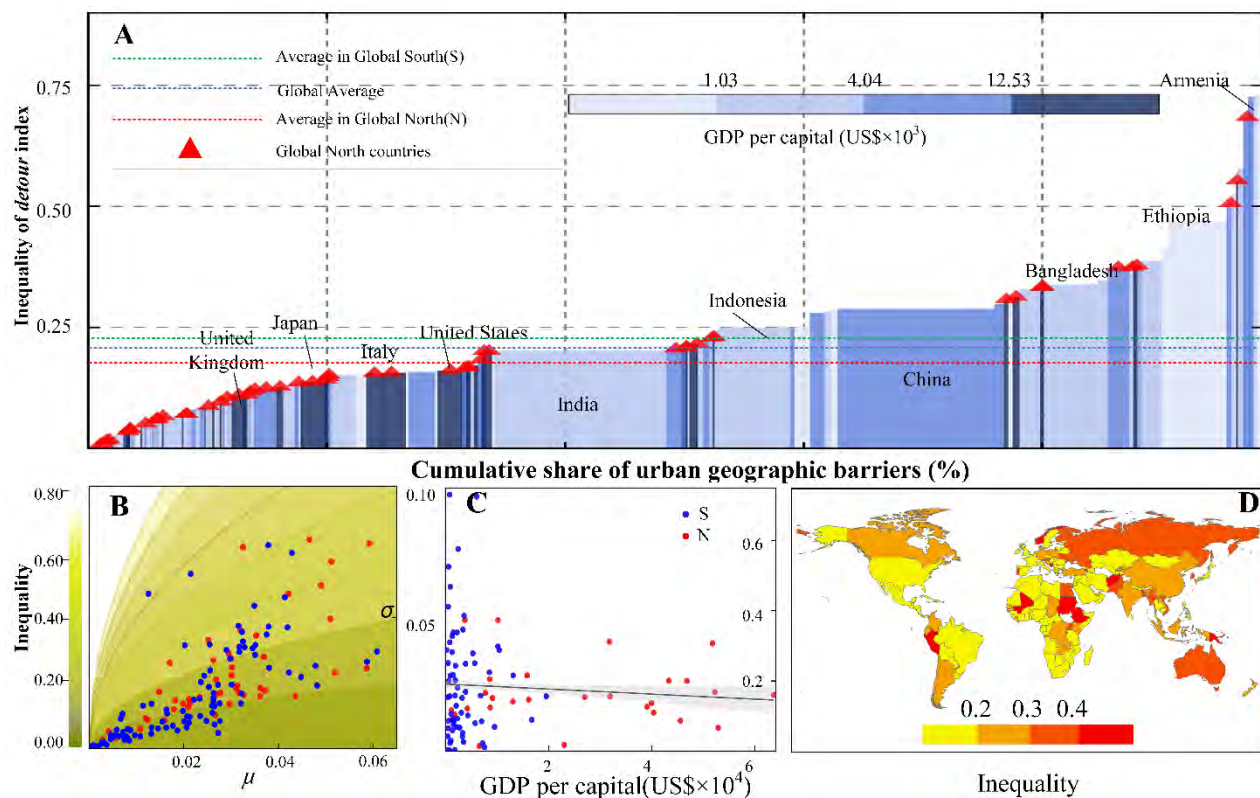 A
Average in Global South(S)
Global Average
Average in Global North(N)
Global North countries
1.03 4.04 12.53
GDP per capital (US$×10³)
Armenia
Ethiopia
Bangladesh
Indonesia
United States
Japan
United
Kingdom
Italy
India
China
0.75
0.50
0.25
Inequality of detour index
Cumulative share of urban geographic barriers (%)
B
0.80
0.60
0.40
0.20
0.00
Inequality
0.02 0.04 0.06
μ
σ
C
0.10
0.05
S
N
0.6
0.4
0.2
0
2 4 6
GDP per capital(US$×10⁴)
D
0.2 0.3 0.4
Inequality